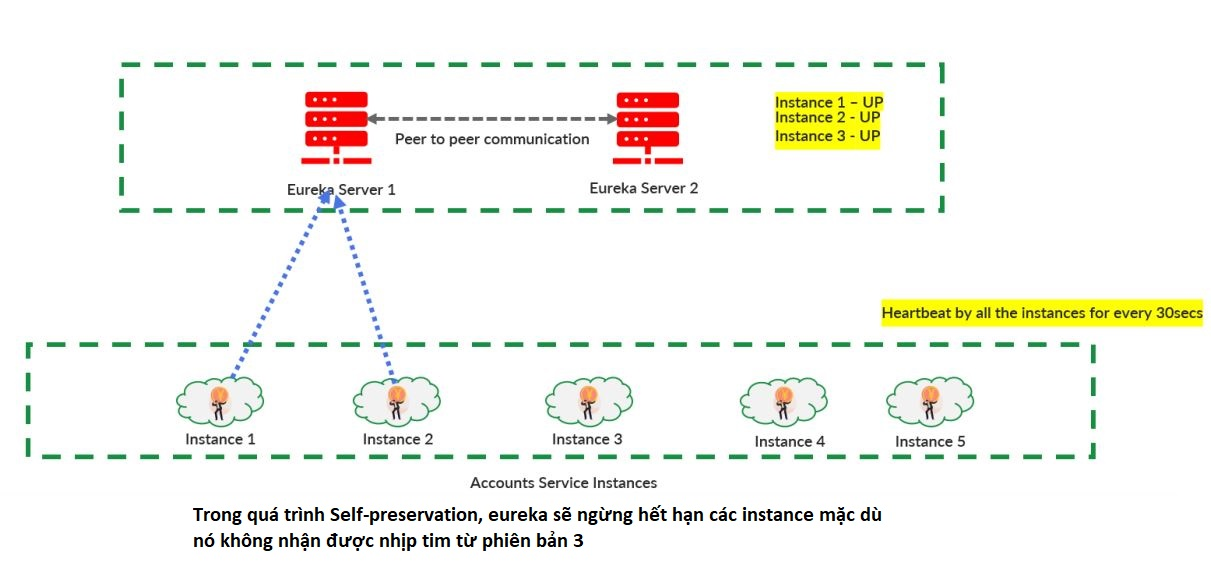 Instance 1 – UP
Instance 2 - UP
Instance 3 - UP
Peer to peer communication
Eureka Server 1
Eureka Server 2
Heartbeat by all the instances for every 30secs
Instance 1
Instance 2
Instance 3
Instance 4
Instance 5
Accounts Service Instances
Trong quá trình Self-preservation, eureka sẽ ngừng hết hạn các instance mặc dù
nó không nhận được nhịp tim từ phiên bản 3